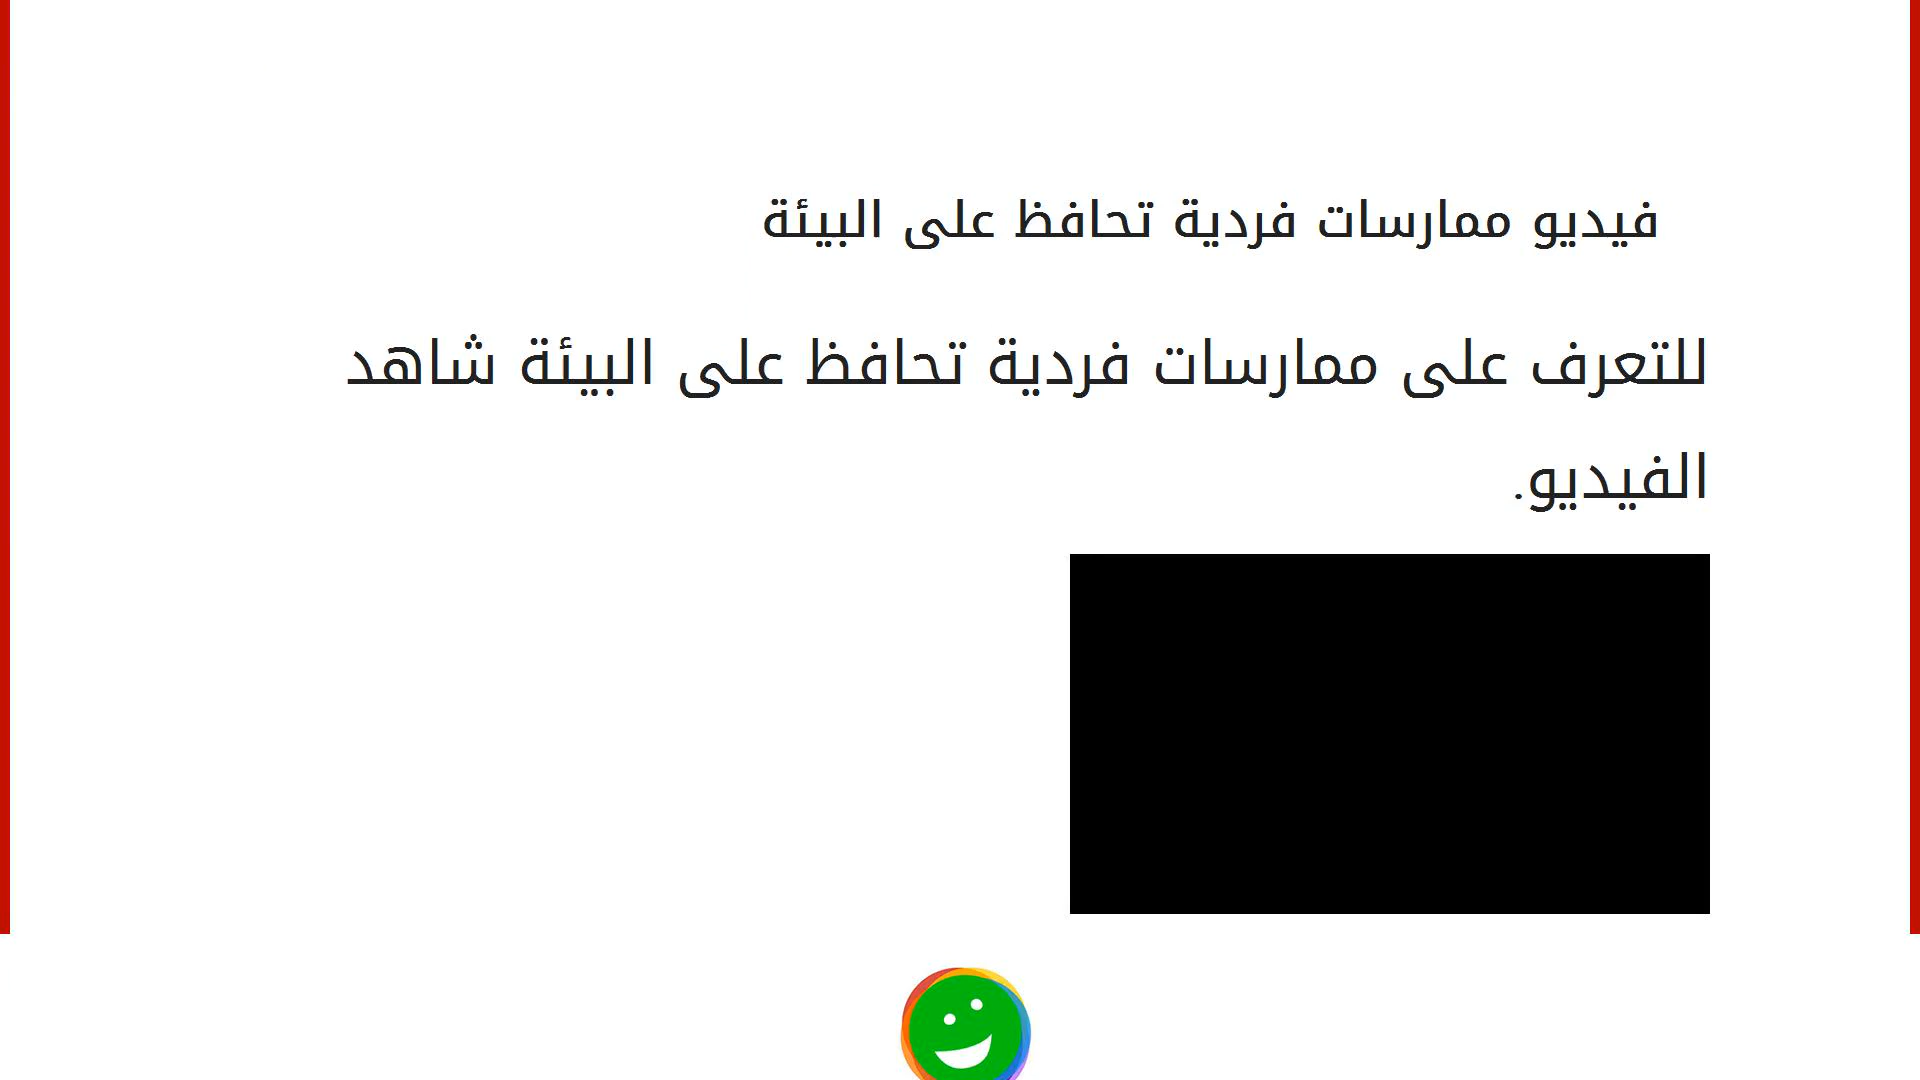 فيديو ممارسات فردية تحافظ على البيئة
للتعرف على ممارسات فردية تحافظ على البيئة شاهد
الفيديو.